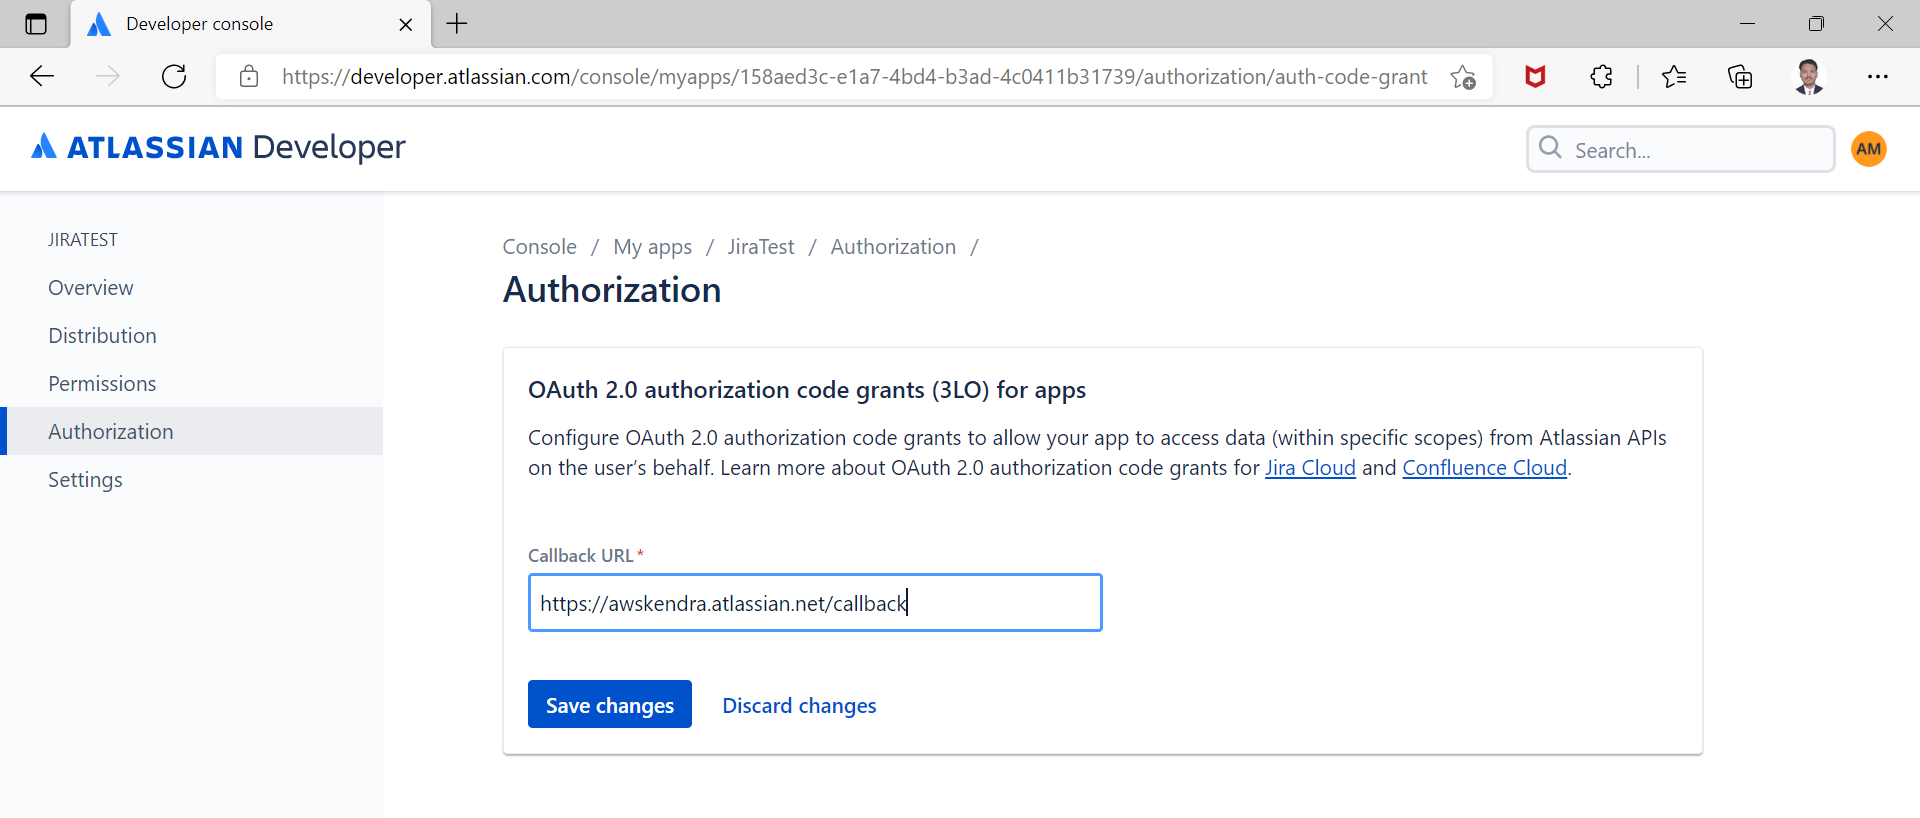 Developer console
https://developer.atlassian.com/console/myapps/158aed3c-e1a7-4bd4-b3ad-4c0411b31739/authorization/auth-code-grant
ATLASSIAN Developer
Search...
AM
JIRATEST
Overview
Distribution
Permissions
Authorization
Settings
Console / My apps / JiraTest / Authorization /
Authorization
OAuth 2.0 authorization code grants (3LO) for apps
Configure OAuth 2.0 authorization code grants to allow your app to access data (within specific scopes) from Atlassian APIs
on the user’s behalf. Learn more about OAuth 2.0 authorization code grants for Jira Cloud and Confluence Cloud.
Callback URL*
https://awskendra.atlassian.net/callback
Save changes
Discard changes